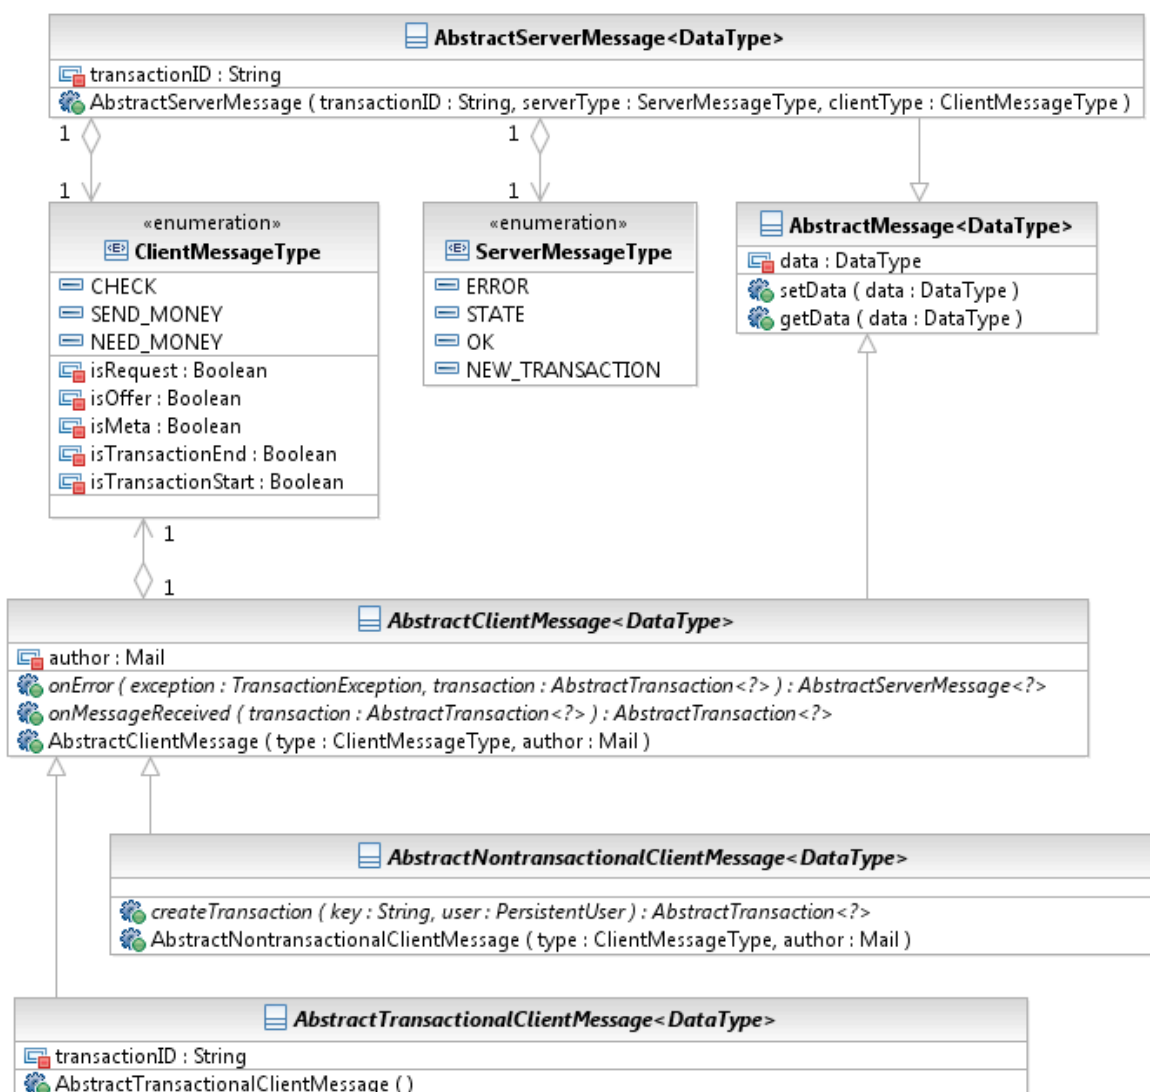 AbstractServerMessage<DataType>
transactionID : String
AbstractServerMessage ( transactionID : String, serverType : ServerMessageType, clientType : ClientMessageType )
1
1
1
1
«enumeration»
ClientMessageType
CHECK
SEND_MONEY
NEED_MONEY
isRequest : Boolean
isOffer : Boolean
isMeta : Boolean
isTransactionEnd : Boolean
isTransactionStart : Boolean
«enumeration»
ServerMessageType
ERROR
STATE
OK
NEW_TRANSACTION
AbstractMessage<DataType>
data : DataType
setData ( data : DataType )
getData ( data : DataType )
1
1
AbstractClientMessage<DataType>
author : Mail
onError ( exception : TransactionException, transaction : AbstractTransaction<?> ) : AbstractServerMessage<?>
onMessageReceived ( transaction : AbstractTransaction<?> ) : AbstractTransaction<?>
AbstractClientMessage ( type : ClientMessageType, author : Mail )
AbstractNontransactionalClientMessage<DataType>
createTransaction ( key : String, user : PersistentUser ) : AbstractTransaction<?>
AbstractNontransactionalClientMessage ( type : ClientMessageType, author : Mail )
AbstractTransactionalClientMessage<DataType>
transactionID : String
AbstractTransactionalClientMessage ( )